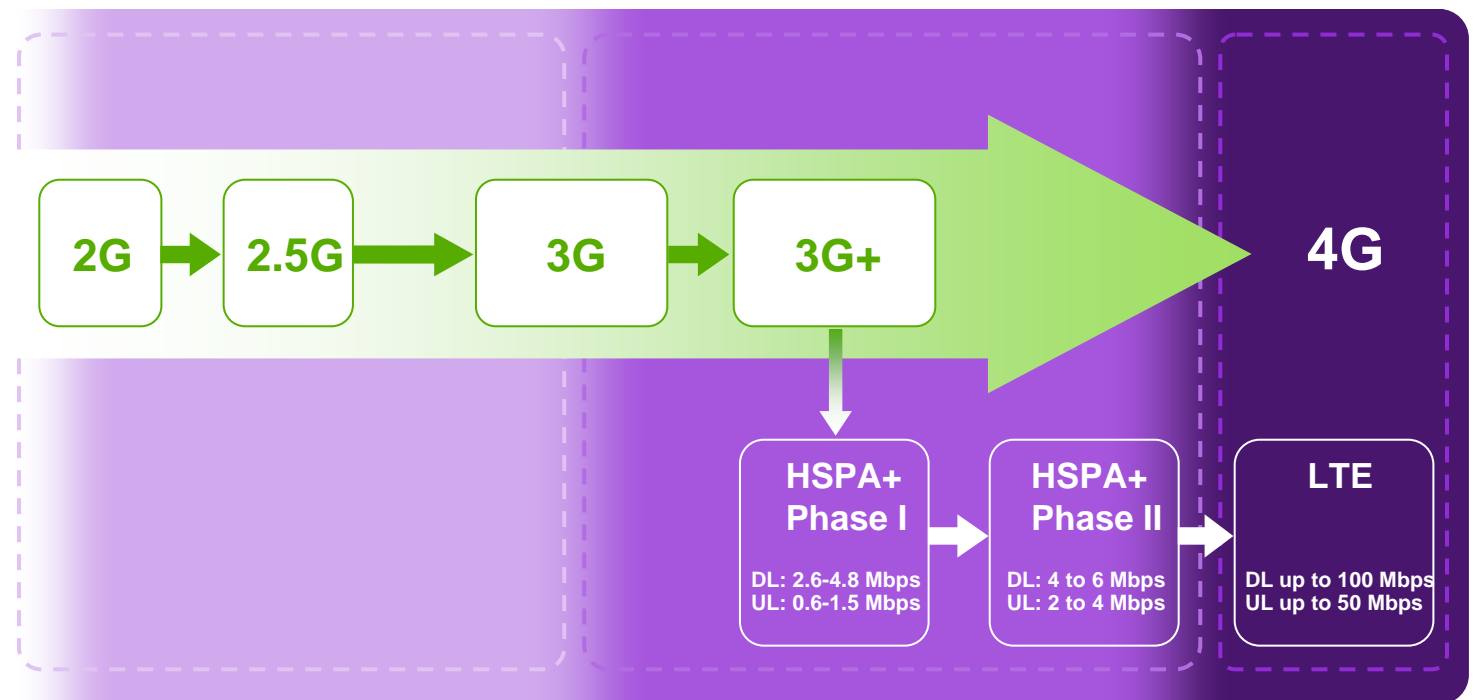 2G
2.5G
3G
3G+
4G
HSPA+
Phase I
DL: 2.6-4.8 Mbps
UL: 0.6-1.5 Mbps
HSPA+
Phase II
DL: 4 to 6 Mbps
UL: 2 to 4 Mbps
LTE
DL up to 100 Mbps
UL up to 50 Mbps